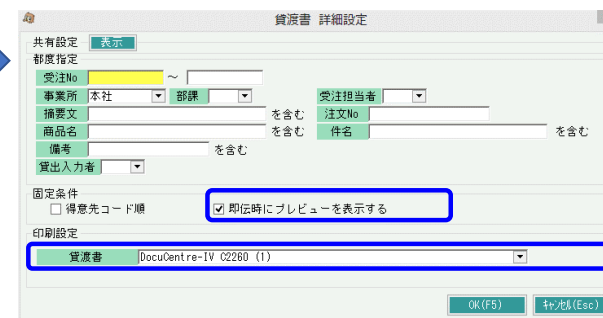 貸渡書 詳細設定
共有設定 表示
都度指定
受注No ～
事業所 本社 部課 受注担当者
摘要文 を含む 注文No
商品名 を含む 件名 を含む
備考 を含む
貸出入力者
固定条件
得意先コード順 即伝時にプレビューを表示する
印刷設定
貸渡書 DocuCentre-IV C2260 (1)
OK(F5) ｷｬﾝｾﾙ(Esc)